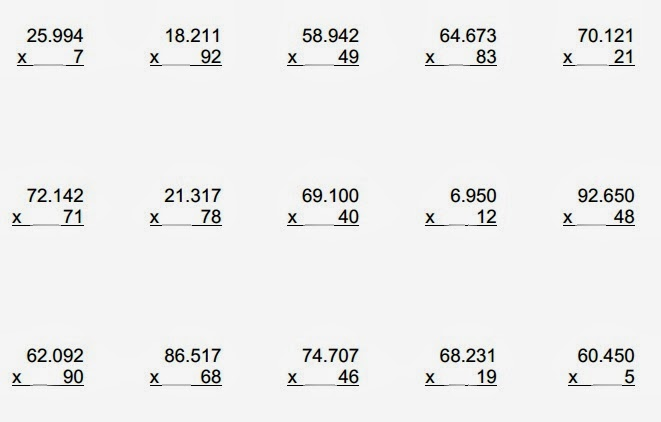 25.994 18.211 58.942 64.673 70.121
x 7 x 92 x 49 x 83 x 21
72.142 21.317 69.100 6.950 92.650
x 71 x 78 x 40 x 12 x 48
62.092 86.517 74.707 68.231 60.450
x 90 x 68 x 46 x 19 x 5